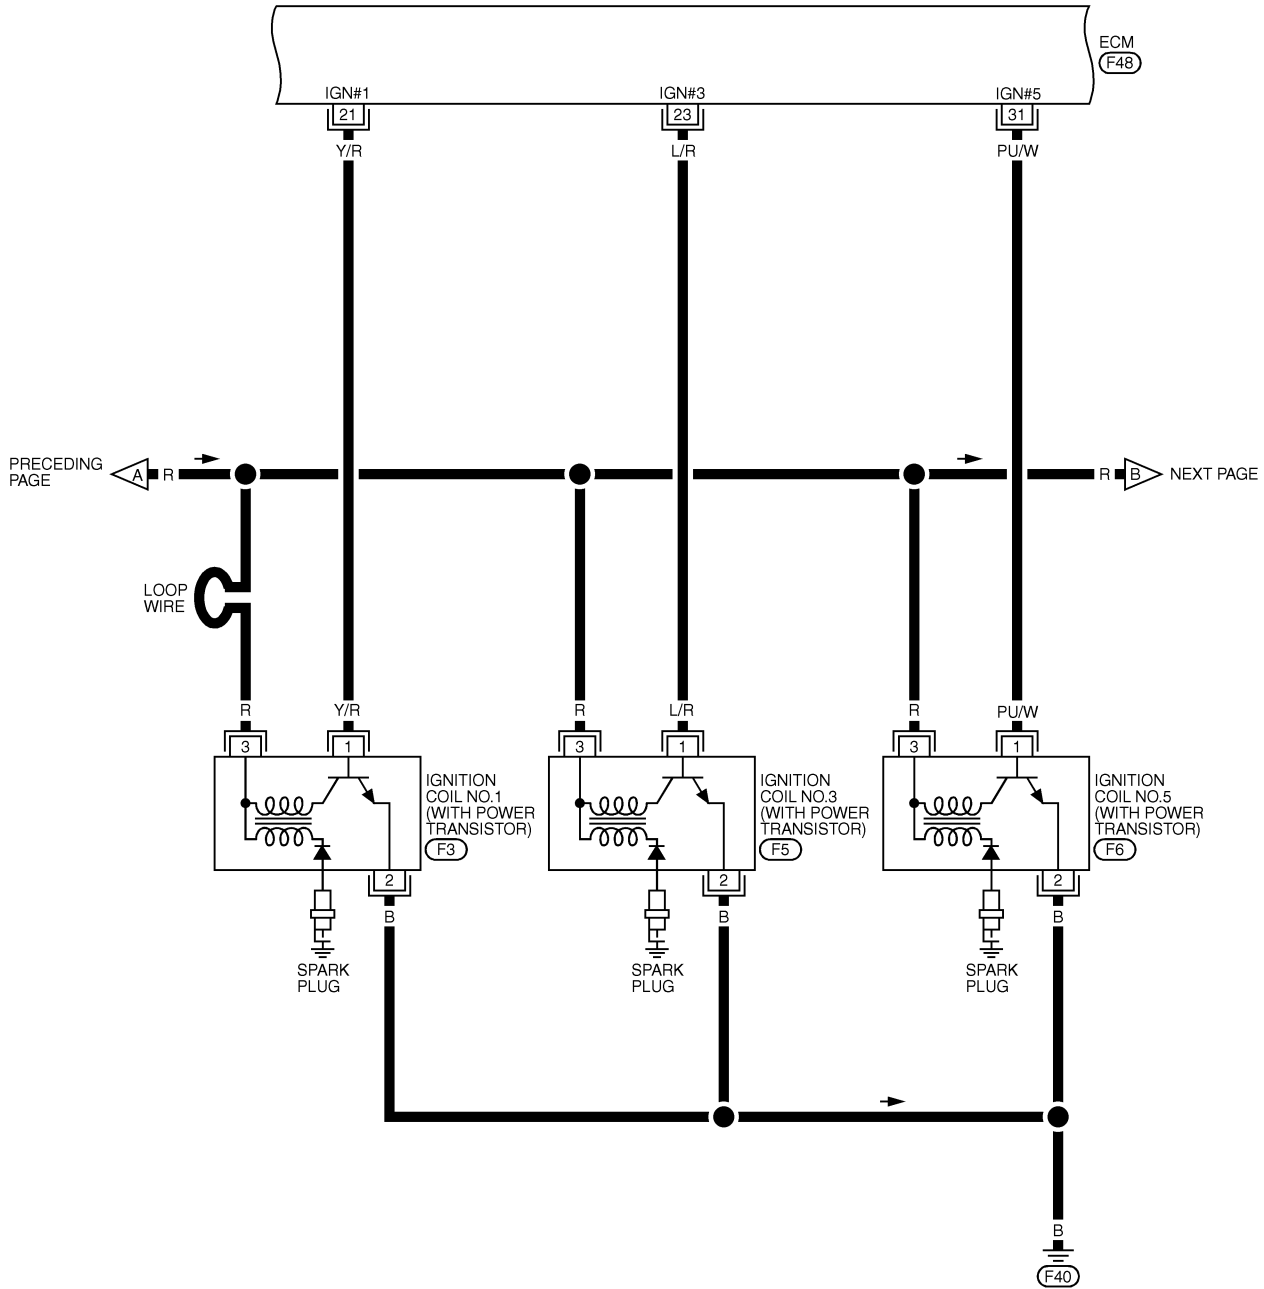 ECM
F48
IGN#1
IGN#3
IGN#5
21
23
31
Y/R
L/R
PU/W
PRECEDING
PAGE
A
R
R
B
NEXT PAGE
LOOP
WIRE
R
Y/R
R
L/R
R
PU/W
3
1
3
1
3
1
IGNITION
COIL NO.1
(WITH POWER
TRANSISTOR)
F3
IGNITION
COIL NO.3
(WITH POWER
TRANSISTOR)
F5
IGNITION
COIL NO.5
(WITH POWER
TRANSISTOR)
F6
2
2
2
B
B
B
SPARK
PLUG
SPARK
PLUG
SPARK
PLUG
B
F40